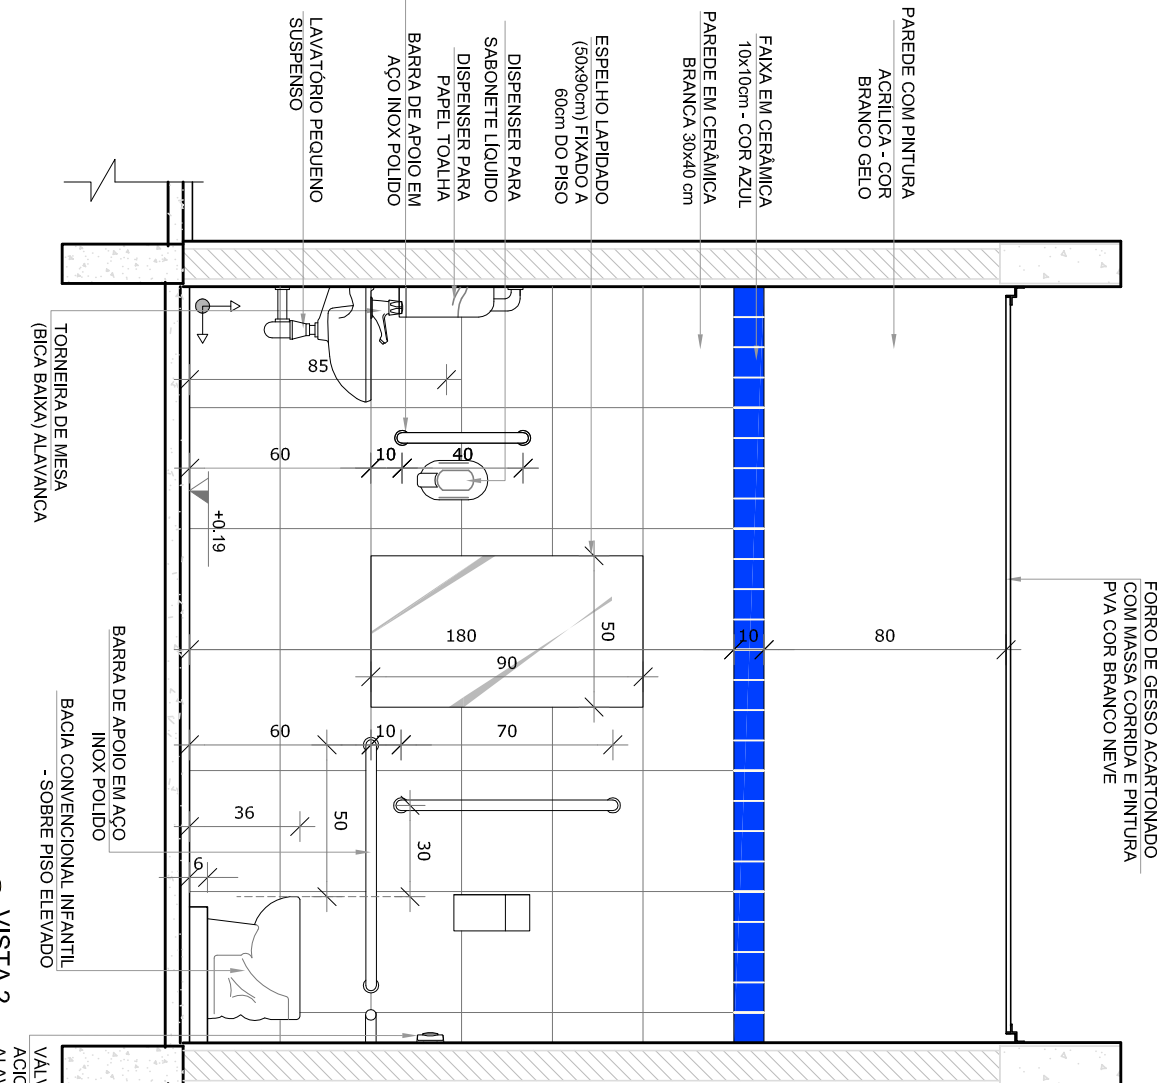 PAREDE COM PINTURA
ACRÍLICA - COR
BRANCO GELO
FAIXA EM CERÂMICA
10x10cm - COR AZUL
PAREDE EM CERÂMICA
BRANCA 30x40 cm
ESPELHO LAPIDADO
(50x90cm) FIXADO A
60cm DO PISO
DISPENSER PARA
SABONETE LÍQUIDO
DISPENSER PARA
PAPEL TOALHA
BARRA DE APOIO EM
AÇO INOX POLIDO
LAVATÓRIO PEQUENO
SUSPENSO
TORNEIRA DE MESA
(BICA BAIXA) ALAVANCA
FORRO DE GESSO ACARTONADO
COM MASSA CORRIDA E PINTURA
PVA COR BRANCO NEVE
BARRA DE APOIO EM AÇO
INOX POLIDO
BACIA CONVENCIONAL INFANTIL
- SOBRE PISO ELEVADO
85
60
10
40
+0.19
180
10
80
50
90
60
10
70
36
50
30
6
VISTA 2